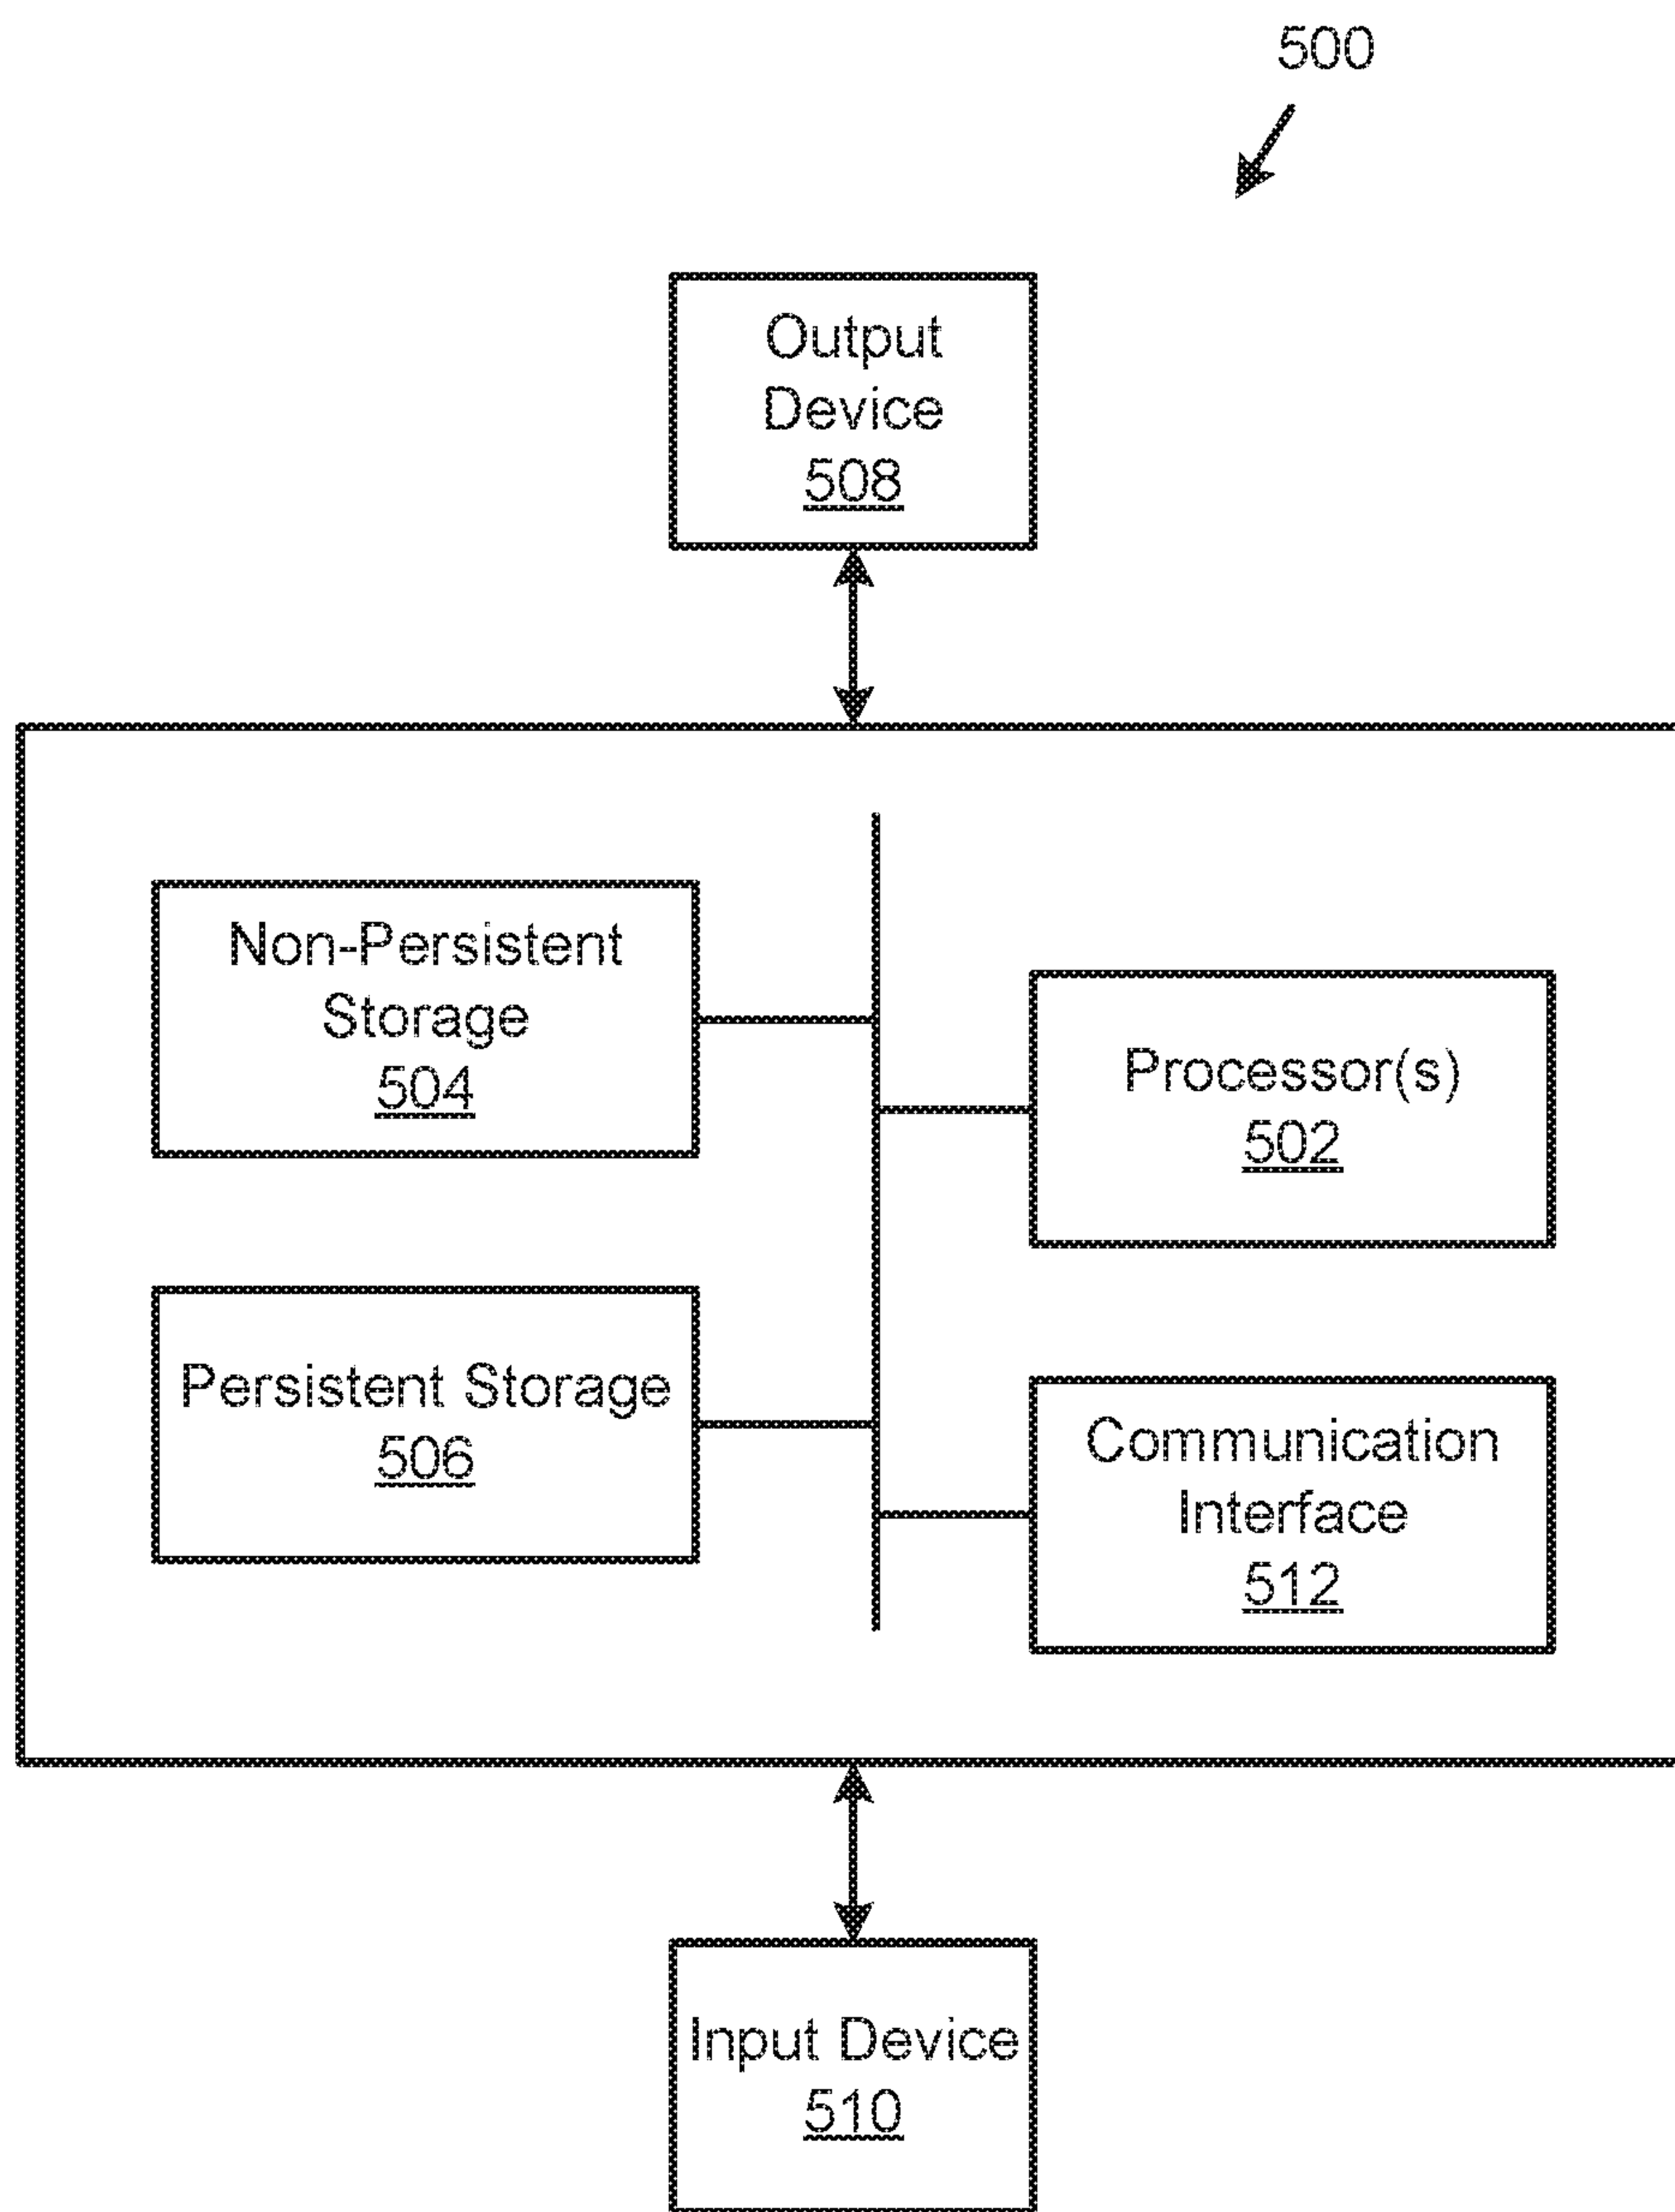 500
Output
Device
508
Non-Persistent
Storage
504
Processor(s)
502
Persistent Storage
506
Communication
Interface
512
Input Device
510